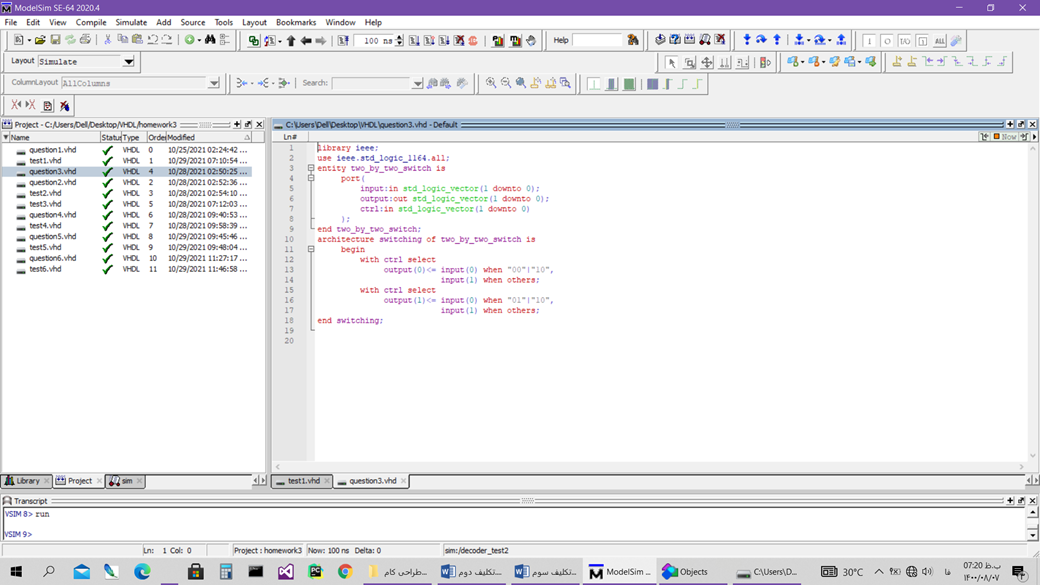 ModelSim SE-64 2020.4
File Edit View Compile Simulate Add Source Tools Layout Bookmarks Window Help
100 ns
Help
Layout Simulate
ColumnLayout AllColumns
Search:
Project - C:/Users/Dell/Desktop/VHDL/homework3
Name Status Type Order Modified
question1.vhd VHDL 0 10/25/2021 02:24:42 ...
test1.vhd VHDL 1 10/25/2021 07:10:54 ...
question3.vhd VHDL 4 10/28/2021 02:50:25 ...
question2.vhd VHDL 2 10/28/2021 02:52:36 ...
test2.vhd VHDL 3 10/28/2021 02:54:10 ...
test3.vhd VHDL 5 10/28/2021 07:12:03 ...
question4.vhd VHDL 6 10/28/2021 09:40:53 ...
test4.vhd VHDL 7 10/28/2021 09:58:39 ...
question5.vhd VHDL 8 10/29/2021 09:45:46 ...
test5.vhd VHDL 9 10/29/2021 09:48:04 ...
question6.vhd VHDL 10 10/29/2021 11:27:17 ...
test6.vhd VHDL 11 10/29/2021 11:46:58 ...
Library Project sim
C:\Users\Dell\Desktop\VHDL\question3.vhd - Default
Ln#
Now
1 library ieee;
2 use ieee.std_logic_1164.all;
3 entity two_by_two_switch is
4 port(
5 input:in std_logic_vector(1 downto 0);
6 output:out std_logic_vector(1 downto 0);
7 ctrl:in std_logic_vector(1 downto 0)
8 );
9 end two_by_two_switch;
10 architecture switching of two_by_two_switch is
11 begin
12 with ctrl select
13 output(0)<= input(0) when "00"|"10",
14 input(1) when others;
15 with ctrl select
16 output(1)<= input(0) when "01"|"10",
17 input(1) when others;
18 end switching;
19
20
test1.vhd question3.vhd
Transcript
VSIM 8> run
VSIM 9>
Ln: 1 Col: 0 Project : homework3 Now: 100 ns Delta: 0 sim:/decoder_test2
طراحی کام...
تکلیف دوم...
تکلیف سوم...
ModelSim ...
Objects
C:\Users\D...
30°C
فا
07:20 ب.ظ
۱۴۰۰/۰۸/۰۷